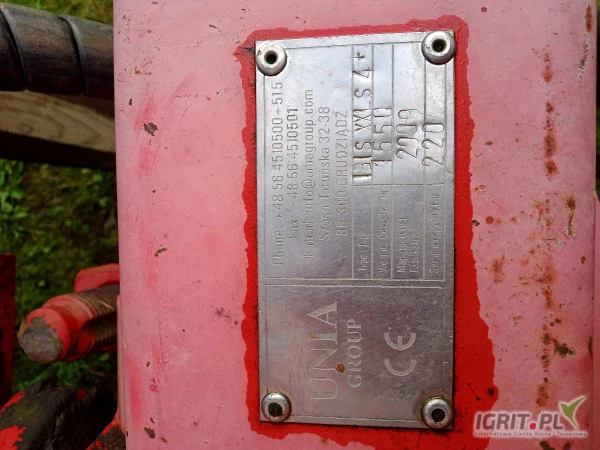 UNIA
GROUP
CE
Phone: +48 56 4510500 ÷ 515
Fax: +48 56 4510501
E-mail: info@uniagroup.com
Szosa Toruńska 32-38
86-300 GRUDZIĄDZ
IBIS XXL S 4+
1550
2009
220
IGRIT.PL